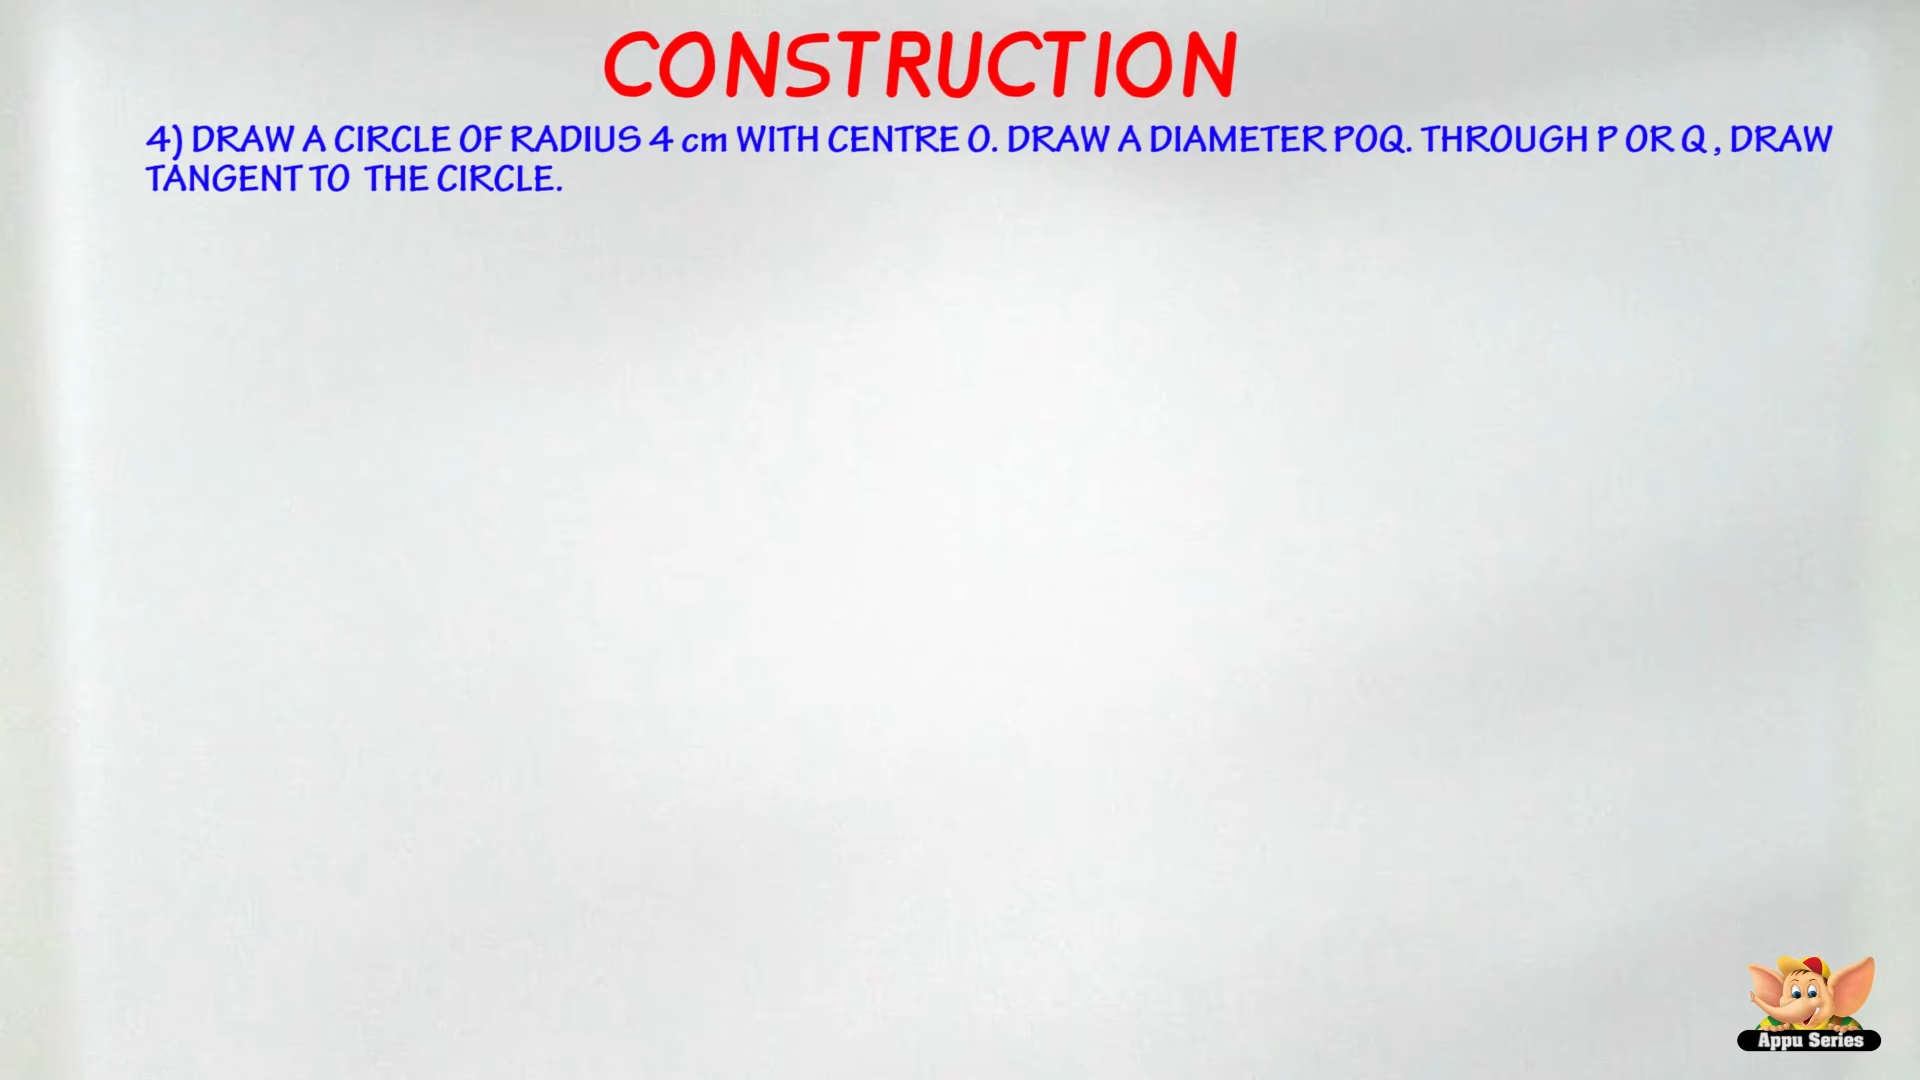 CONSTRUCTION
4) DRAW A CIRCLE OF RADIUS 4 cm WITH CENTRE O. DRAW A DIAMETER POQ. THROUGH P OR Q , DRAW
TANGENT TO THE CIRCLE.
Appu Series